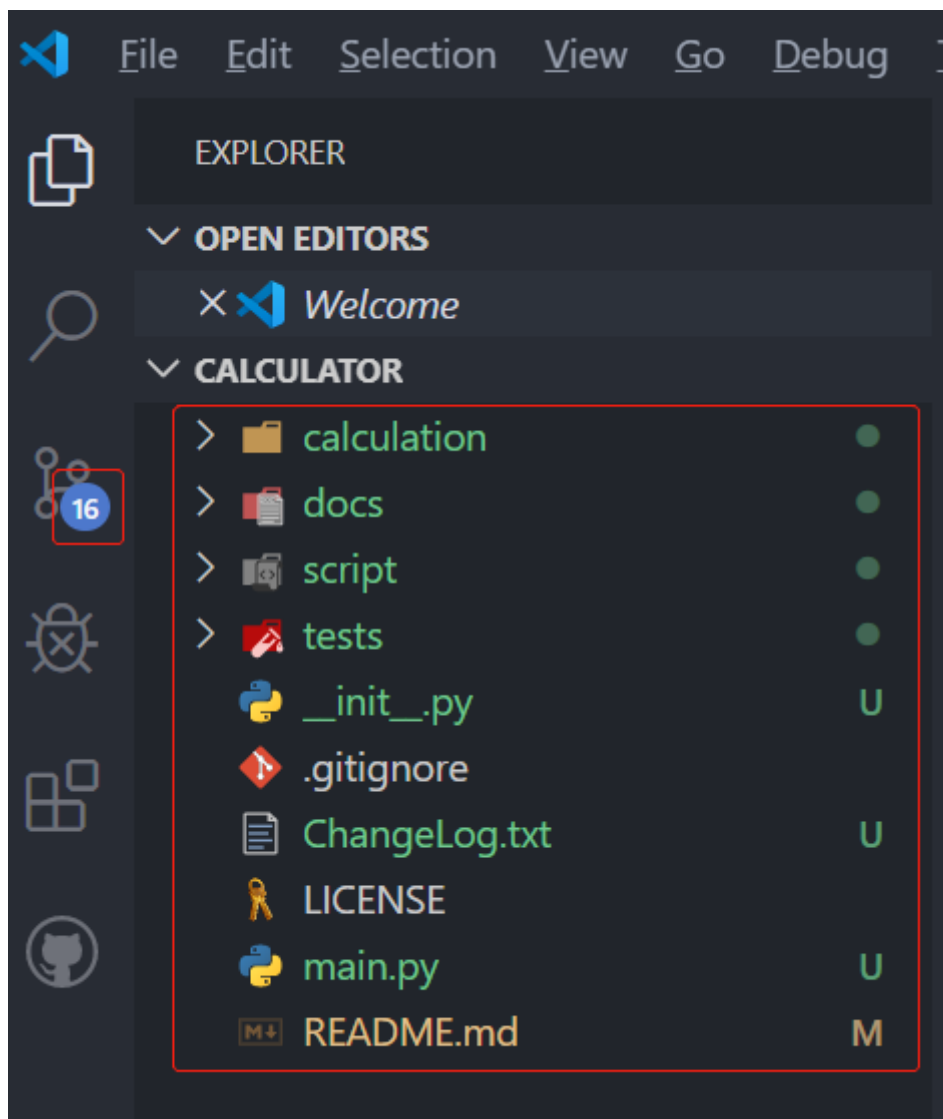 File Edit Selection View Go Debug
EXPLORER
OPEN EDITORS
Welcome
CALCULATOR
calculation
docs
16
script
tests
__init__.py U
.gitignore
ChangeLog.txt U
LICENSE
main.py U
M README.md M